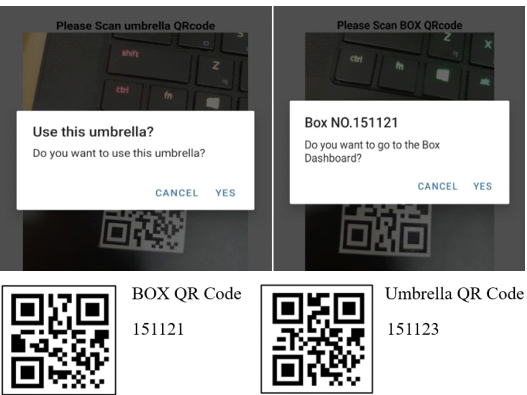 Please Scan umbrella QRcode
shift
Z
ctrl
fn
Use this umbrella?
Do you want to use this umbrella?
CANCEL YES
Please Scan BOX QRcode
Z
X
ctrl
fn
alt
Box NO.151121
Do you want to go to the Box
Dashboard?
CANCEL YES
BOX QR Code
151121
Umbrella QR Code
151123